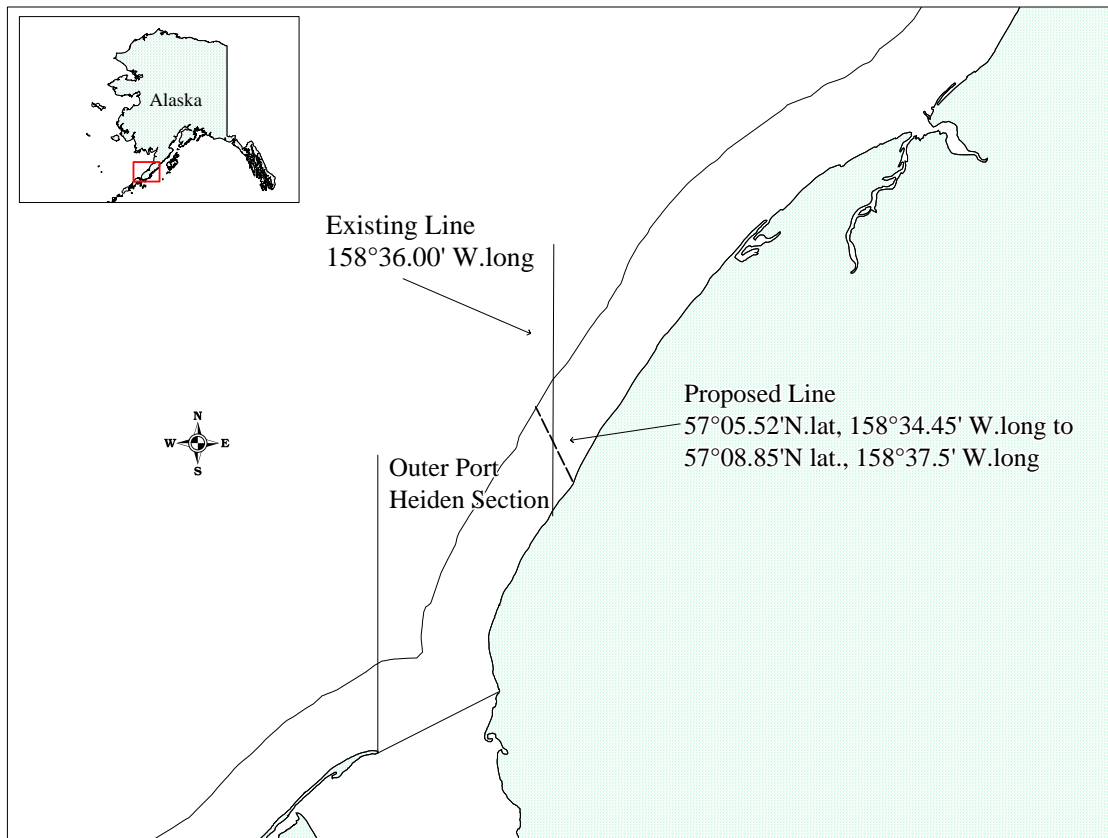 Alaska
Existing Line
158°36.00' W.long
Proposed Line
57°05.52'N.lat, 158°34.45' W.long to
57°08.85'N lat., 158°37.5' W.long
N
W E
S
Outer Port
Heiden Section